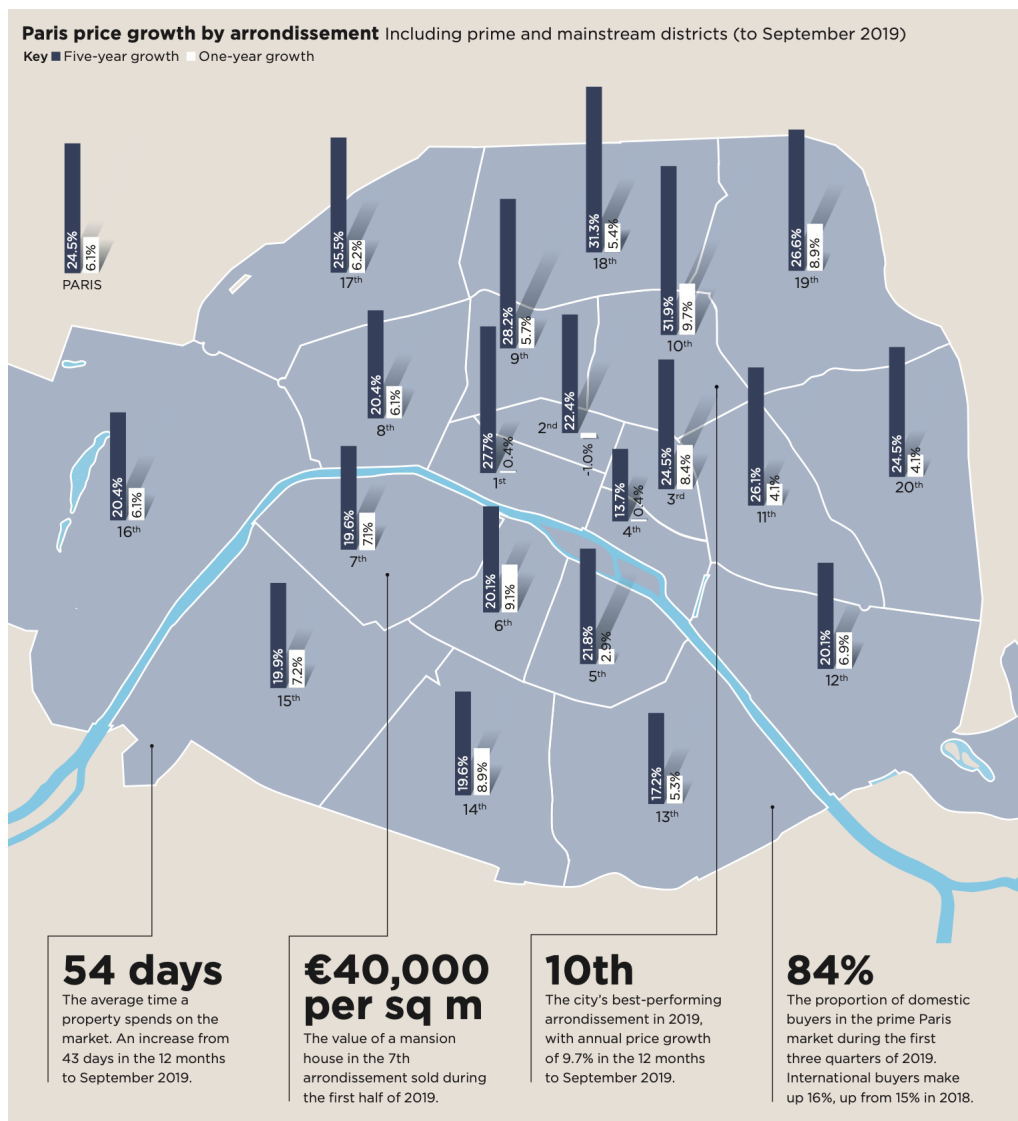 Paris price growth by arrondissement Including prime and mainstream districts (to September 2019)
Key Five-year growth One-year growth
24.5%
6.1%
PARIS
25.5%
6.2%
17th
31.3%
5.4%
18th
26.6%
8.9%
19th
28.2%
5.7%
9th
31.9%
9.7%
10th
20.4%
6.1%
8th
27.7%
0.4%
1st
22.4%
-1.0%
2nd
24.5%
8.4%
3rd
13.7%
0.4%
4th
26.1%
4.1%
11th
24.5%
4.1%
20th
20.4%
6.1%
16th
19.6%
7.1%
7th
20.1%
9.1%
6th
21.8%
2.9%
5th
20.1%
6.9%
12th
19.9%
7.2%
15th
19.6%
8.9%
14th
17.2%
5.3%
13th
54 days
The average time a
property spends on the
market. An increase from
43 days in the 12 months
to September 2019.
€40,000
per sq m
The value of a mansion
house in the 7th
arrondissement sold during
the first half of 2019.
10th
The city's best-performing
arrondissement in 2019,
with annual price growth
of 9.7% in the 12 months
to September 2019.
84%
The proportion of domestic
buyers in the prime Paris
market during the first
three quarters of 2019.
International buyers make
up 16%, up from 15% in 2018.